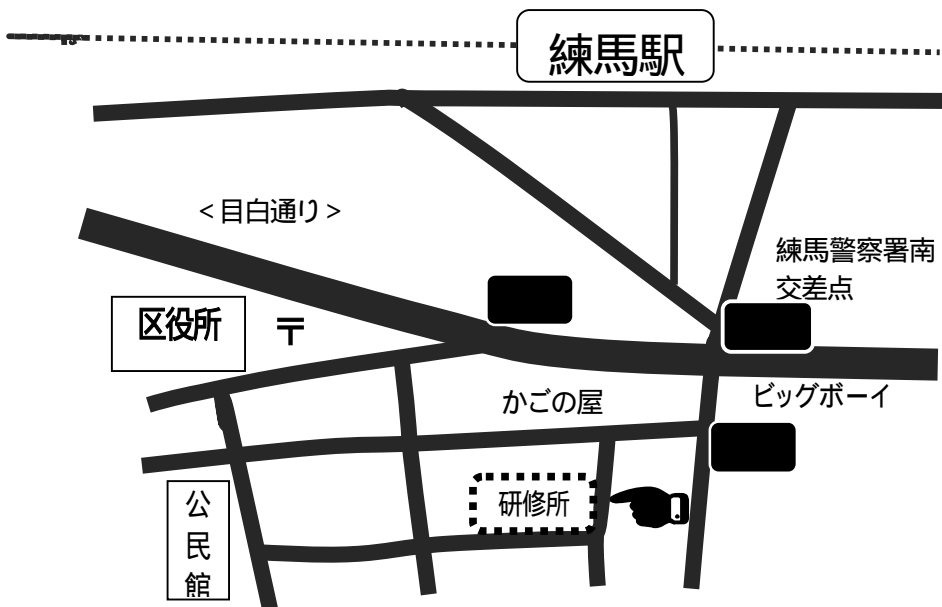 練馬駅
<目白通り>
練馬警察署南
交差点
区役所
〒
かごの屋
ビッグボーイ
研修所
公
民
館